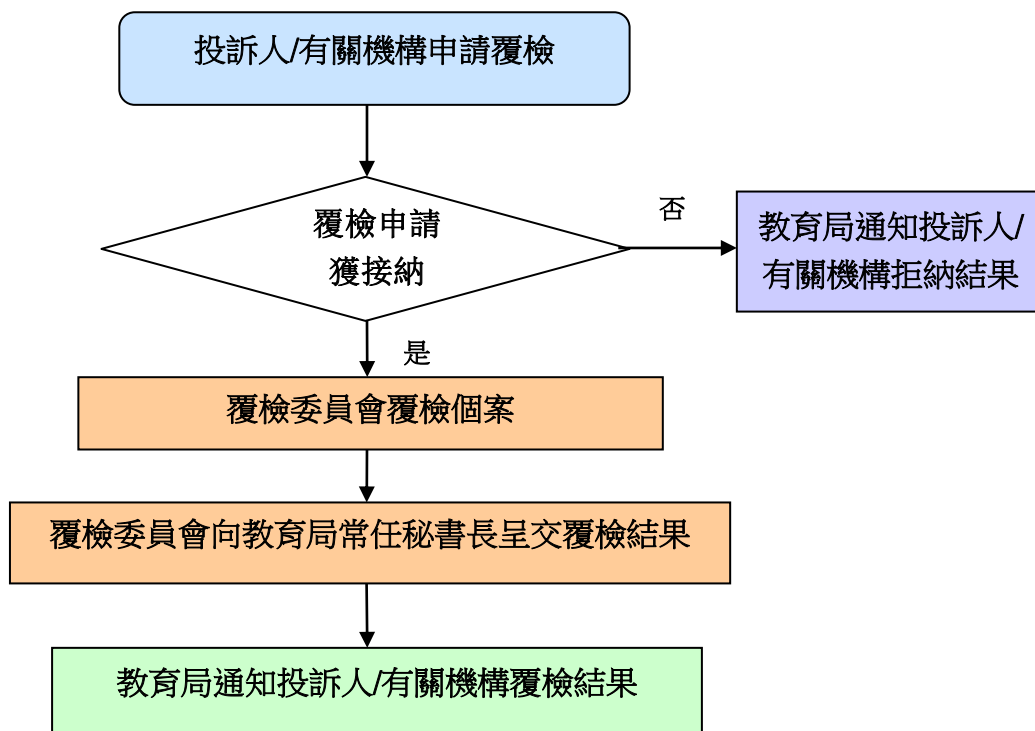 投訴人/有關機構申請覆檢
覆檢申請
獲接納
否
教育局通知投訴人/
有關機構拒納結果
是
覆檢委員會覆檢個案
覆檢委員會向教育局常任秘書長呈交覆檢結果
教育局通知投訴人/有關機構覆檢結果